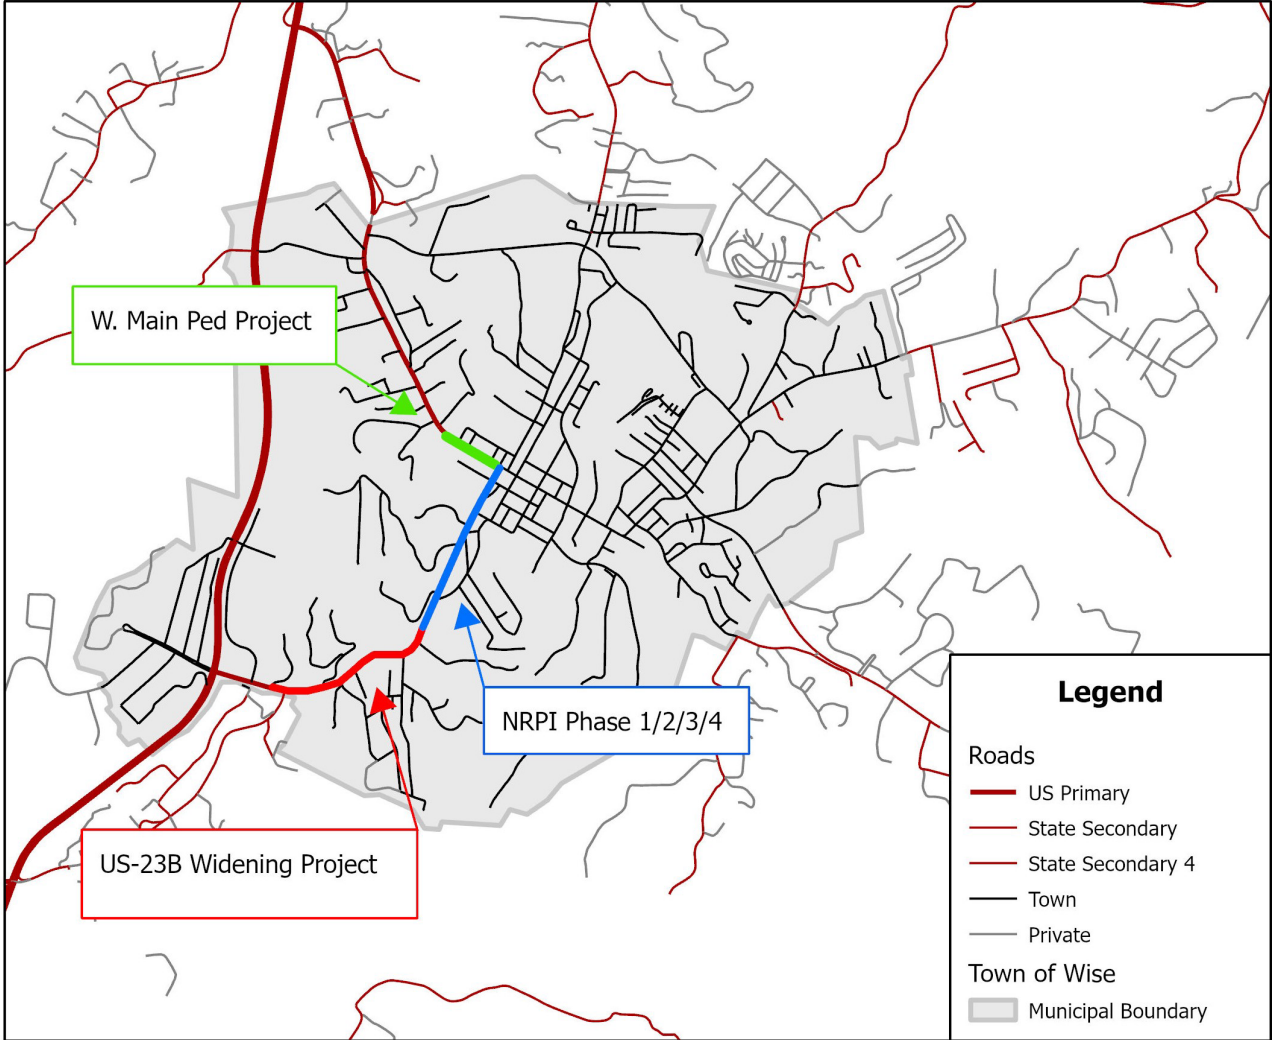 W. Main Ped Project
NRPI Phase 1/2/3/4
US-23B Widening Project
Legend
Roads
US Primary
State Secondary
State Secondary 4
Town
Private
Town of Wise
Municipal Boundary